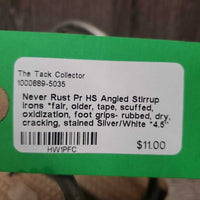 The Tack Collector
1000889-5035
Never Rust Pr HS Angled Stirrup
Irons *fair, older, tape, scuffed,
oxidization, foot grips- rubbed, dry,
cracking, stained Silver/White *4.5"
HW1PFC
$11.00